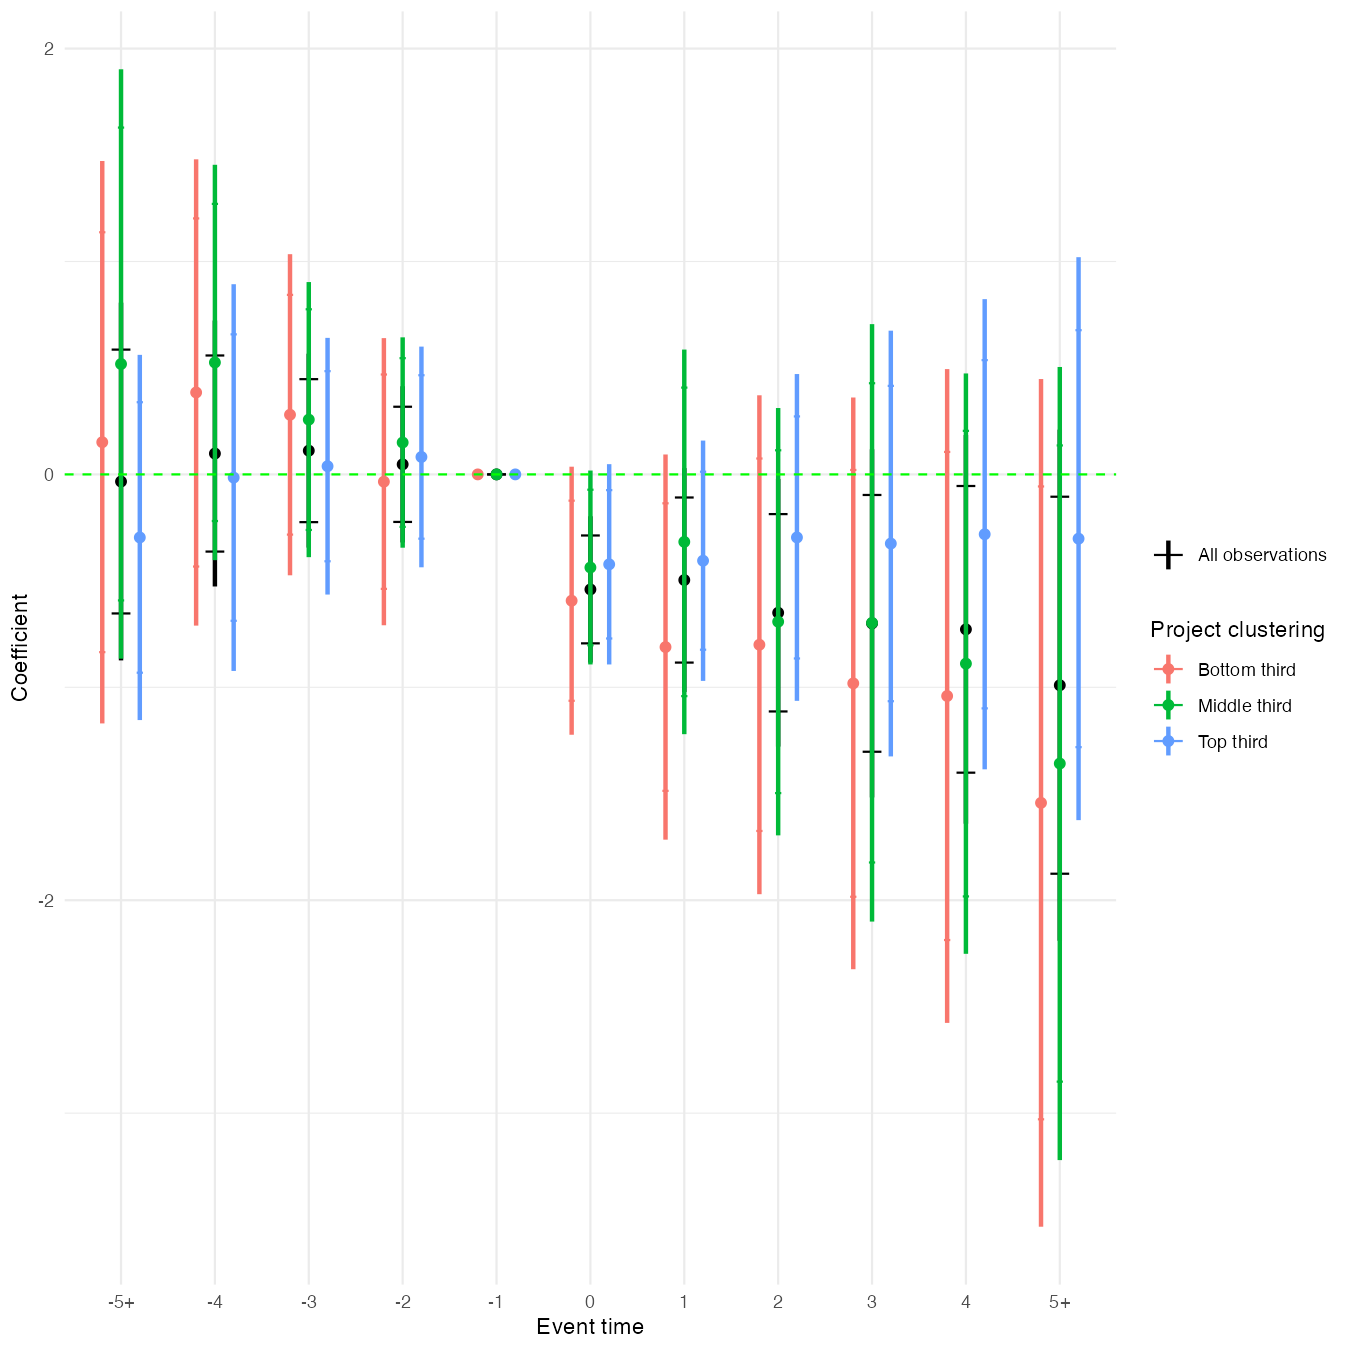 2
0
-2
Coefficient
-5+ -4 -3 -2 -1 0 1 2 3 4 5+
Event time
All observations
Project clustering
Bottom third
Middle third
Top third